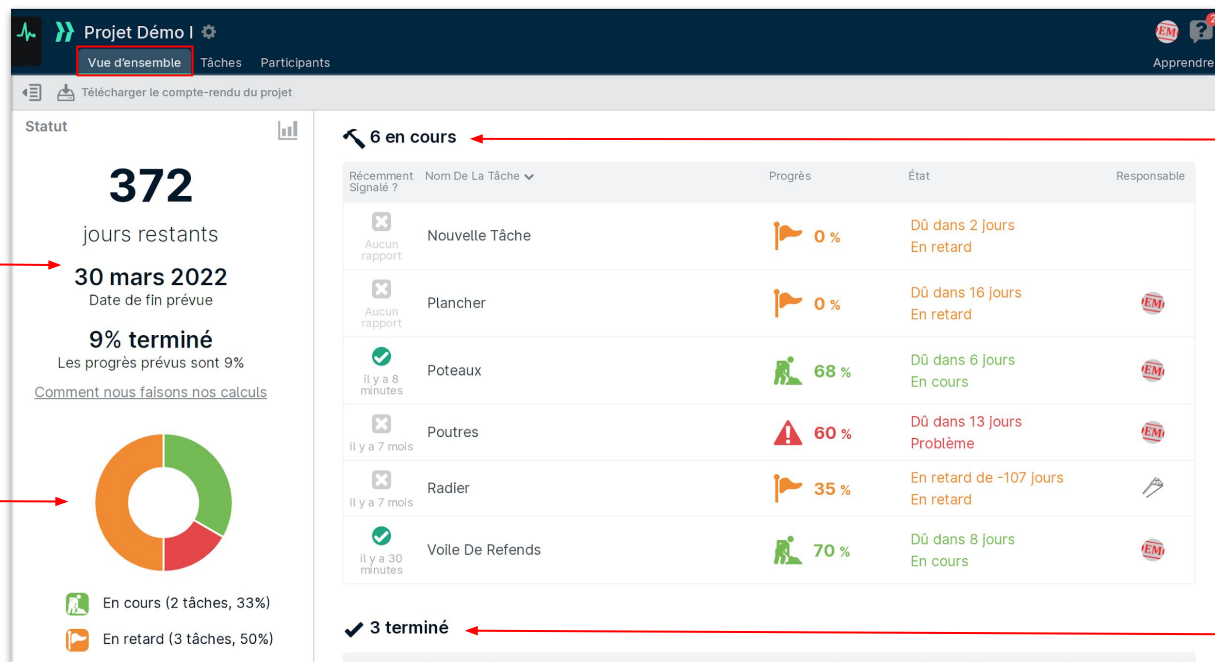 Projet Démo I
2
EM
Vue d'ensemble Tâches Participants
Apprendre
Télécharger le compte-rendu du projet
Statut
372
jours restants
30 mars 2022
Date de fin prévue
9% terminé
Les progrès prévus sont 9%
Comment nous faisons nos calculs
En cours (2 tâches, 33%)
En retard (3 tâches, 50%)
6 en cours
Récemment Signalé ? Nom De La Tâche Progrès État Responsable
Aucun rapport
Nouvelle Tâche
0 %
Dû dans 2 jours
En retard
Aucun rapport
Plancher
0 %
Dû dans 16 jours
En retard
EM
il y a 8 minutes
Poteaux
68 %
Dû dans 6 jours
En cours
EM
il y a 7 mois
Poutres
60 %
Dû dans 13 jours
Problème
EM
il y a 7 mois
Radier
35 %
En retard de -107 jours
En retard
il y a 30 minutes
Voile De Refends
70 %
Dû dans 8 jours
En cours
EM
3 terminé